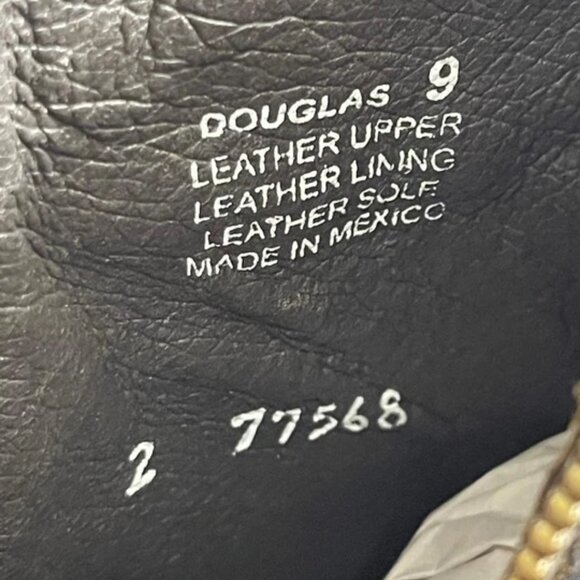 DOUGLAS 9
LEATHER UPPER
LEATHER LINING
LEATHER SOLE
MADE IN MEXICO
2 77568